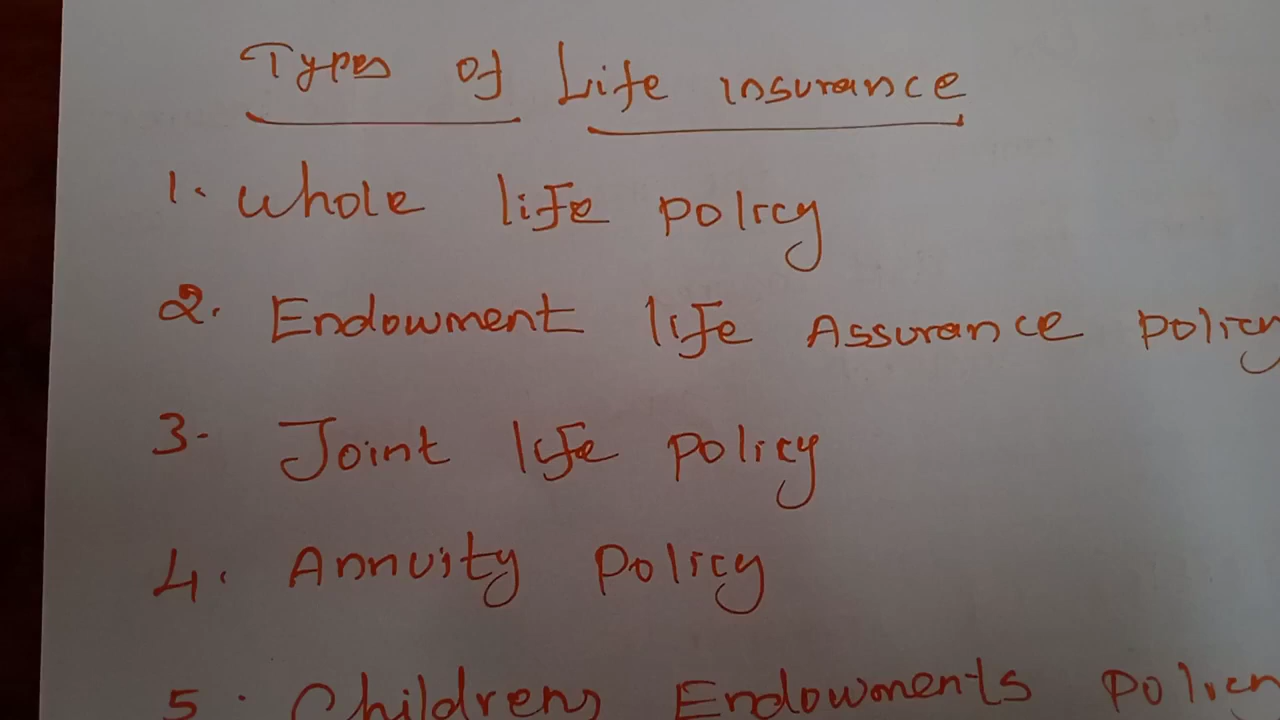 Types of Life insurance
1. Whole life policy
2. Endowment life Assurance policy
3. Joint life policy
4. Annuity policy
5. Childrens Endowments policy